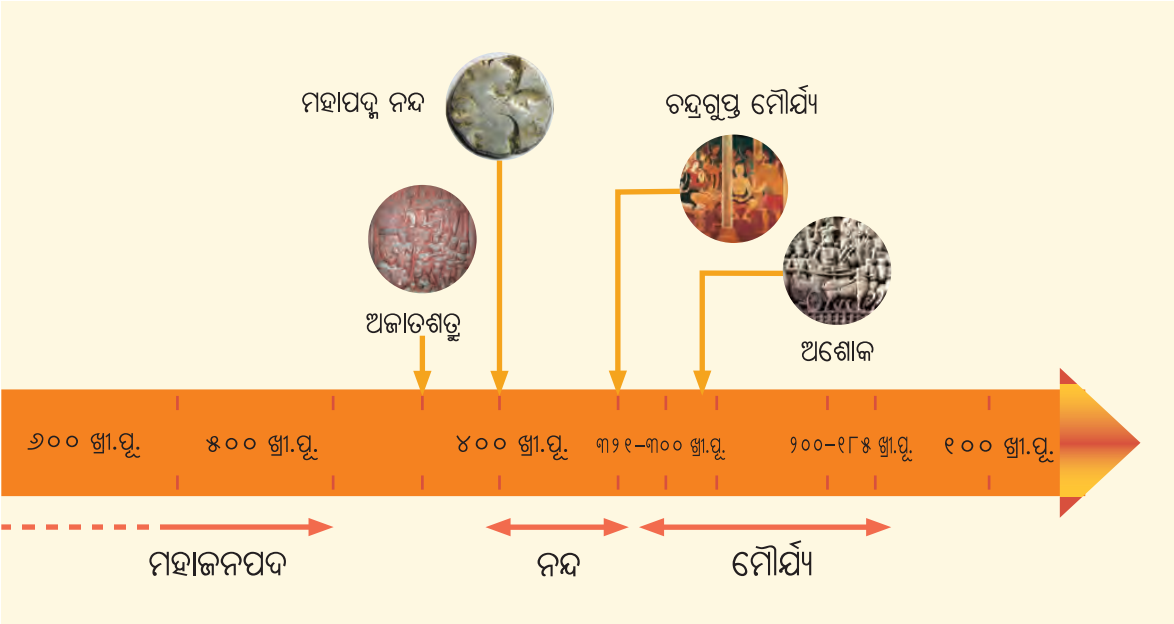 ମହାପଦ୍ମ ନନ୍ଦ
ଚନ୍ଦ୍ରଗୁପ୍ତ ମୌର୍ଯ୍ୟ
ଅଜାତଶତ୍ରୁ
ଅଶୋକ
୬୦୦ ଖ୍ରୀ.ପୂ. ୫୦୦ ଖ୍ରୀ.ପୂ. ୪୦୦ ଖ୍ରୀ.ପୂ. ୩୨୧-୩୦୦ ଖ୍ରୀ.ପୂ. ୨୦୦-୧୮୫ ଖ୍ରୀ.ପୂ. ୧୦୦ ଖ୍ରୀ.ପୂ.
ମହାଜନପଦ ନନ୍ଦ ମୌର୍ଯ୍ୟ